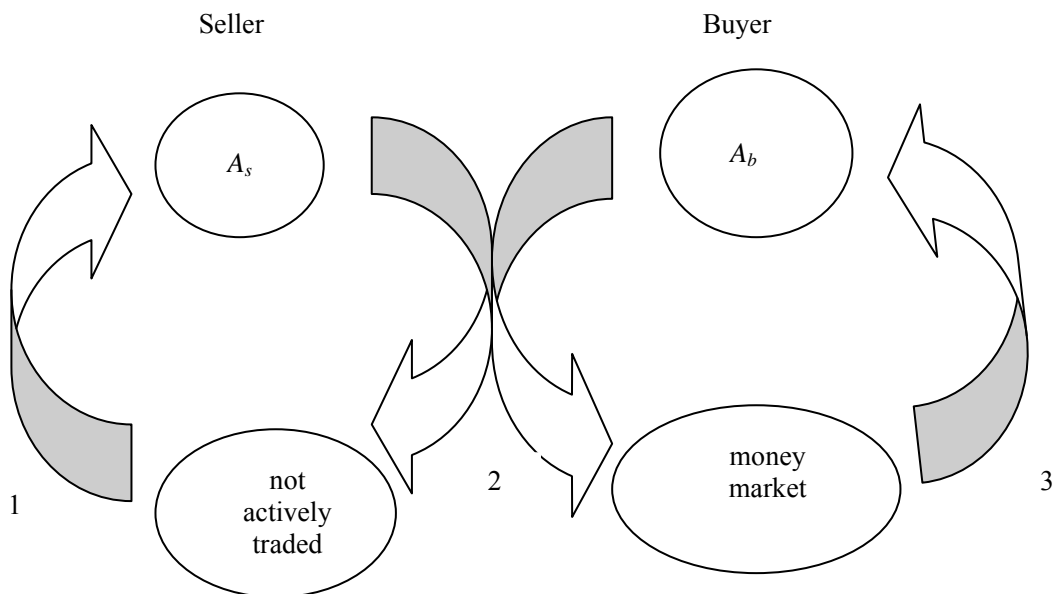 Seller
Buyer
A_s
A_b
not
actively
traded
money
market
1
2
3